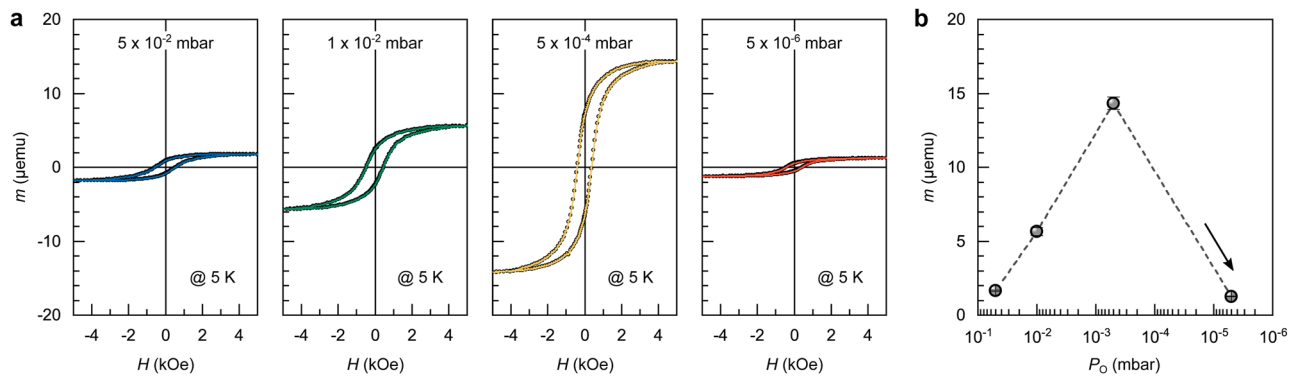 a
b
m (μemu)
20
10
0
-10
-20
5 x 10⁻² mbar
@ 5 K
-4 -2 0 2 4
H (kOe)
1 x 10⁻² mbar
@ 5 K
-4 -2 0 2 4
H (kOe)
5 x 10⁻⁴ mbar
@ 5 K
-4 -2 0 2 4
H (kOe)
5 x 10⁻⁶ mbar
@ 5 K
-4 -2 0 2 4
H (kOe)
m (μemu)
20
15
10
5
0
10⁻¹ 10⁻² 10⁻³ 10⁻⁴ 10⁻⁵ 10⁻⁶
P_O (mbar)